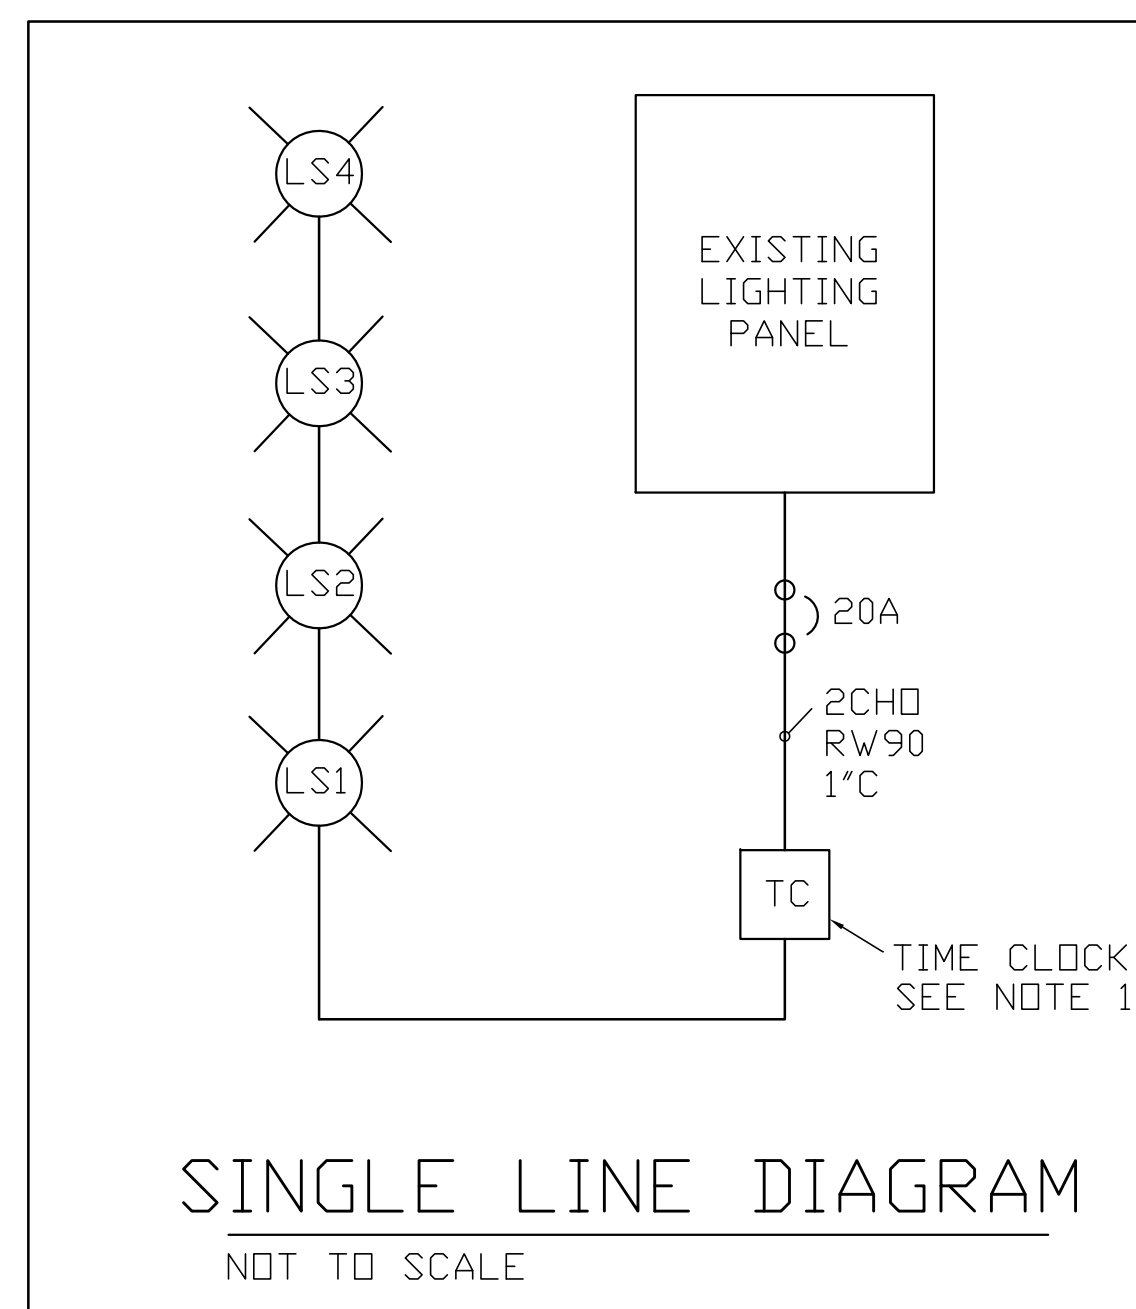 LS4
EXISTING
LIGHTING
PANEL
LS3
LS2
20A
2CHO
RW90
1"C
LS1
TC
TIME CLOCK
SEE NOTE 1
SINGLE LINE DIAGRAM
NOT TO SCALE